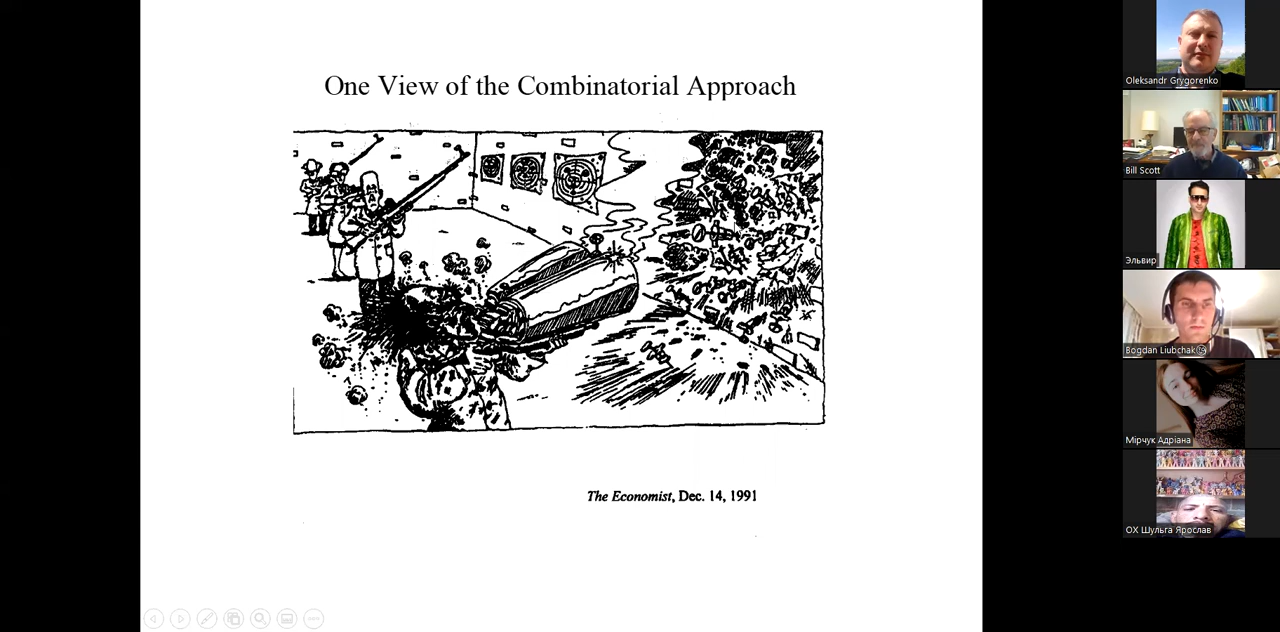 One View of the Combinatorial Approach
The Economist, Dec. 14, 1991
Oleksandr Grygorenko
Bill Scott
Эльвир
Bogdan Liubchak
Мірчук Адріана
ОХ Шульга Ярослав